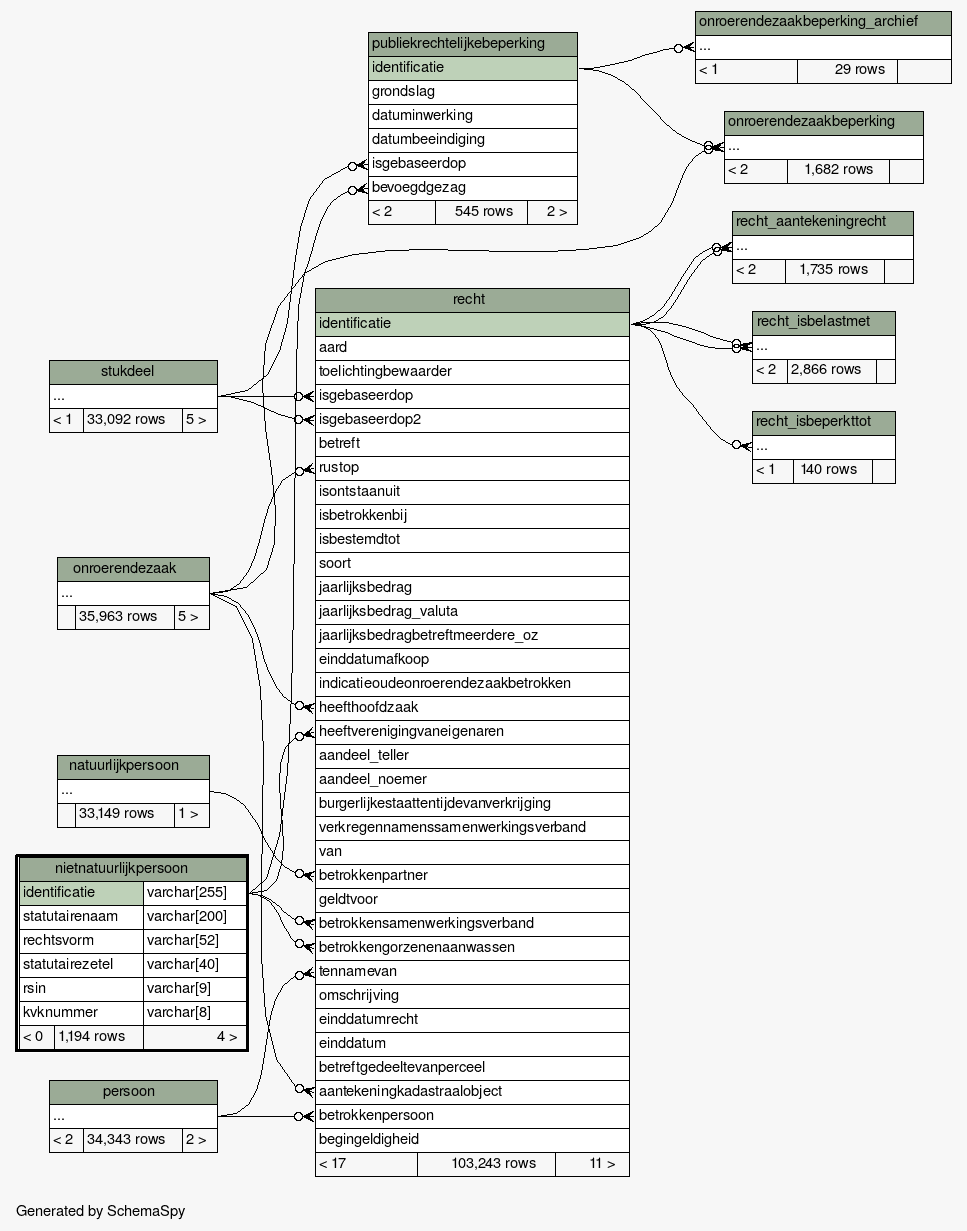 onroerendezaakbeperking_archief
...
< 1 29 rows
publiekrechtelijkebeperking
identificatie
grondslag
datuminwerking
datumbeeindiging
isgebaseerdop
bevoegdgezag
< 2 545 rows 2 >
onroerendezaakbeperking
...
< 2 1,682 rows
recht_aantekeningrecht
...
< 2 1,735 rows
recht_isbelastmet
...
< 2 2,866 rows
recht_isbeperkttot
...
< 1 140 rows
recht
identificatie
aard
toelichtingbewaarder
isgebaseerdop
isgebaseerdop2
betreft
rustop
isontstaanuit
isbetrokkenbij
isbestemdtot
soort
jaarlijksbedrag
jaarlijksbedrag_valuta
jaarlijksbedragbetreftmeerdere_oz
einddatumafkoop
indicatieoudeonroerendezaakbetrokken
heefthoofdzaak
heeftverenigingvaneigenaren
aandeel_teller
aandeel_noemer
burgerlijkestaattentijdevanverkrijging
verkregennamenssamenwerkingsverband
van
betrokkenpartner
geldtvoor
betrokkensamenwerkingsverband
betrokkengorzenenaanwassen
tennamevan
omschrijving
einddatumrecht
einddatum
betreftgedeeltevanperceel
aantekeningkadastraalobject
betrokkenpersoon
begingeldigheid
< 17 103,243 rows 11 >
stukdeel
...
< 1 33,092 rows 5 >
onroerendezaak
...
35,963 rows 5 >
natuurlijkpersoon
...
33,149 rows 1 >
nietnatuurlijkpersoon
identificatie varchar[255]
statutairenaam varchar[200]
rechtsvorm varchar[52]
statutairezetel varchar[40]
rsin varchar[9]
kvknummer varchar[8]
< 0 1,194 rows 4 >
persoon
...
< 2 34,343 rows 2 >
Generated by SchemaSpy